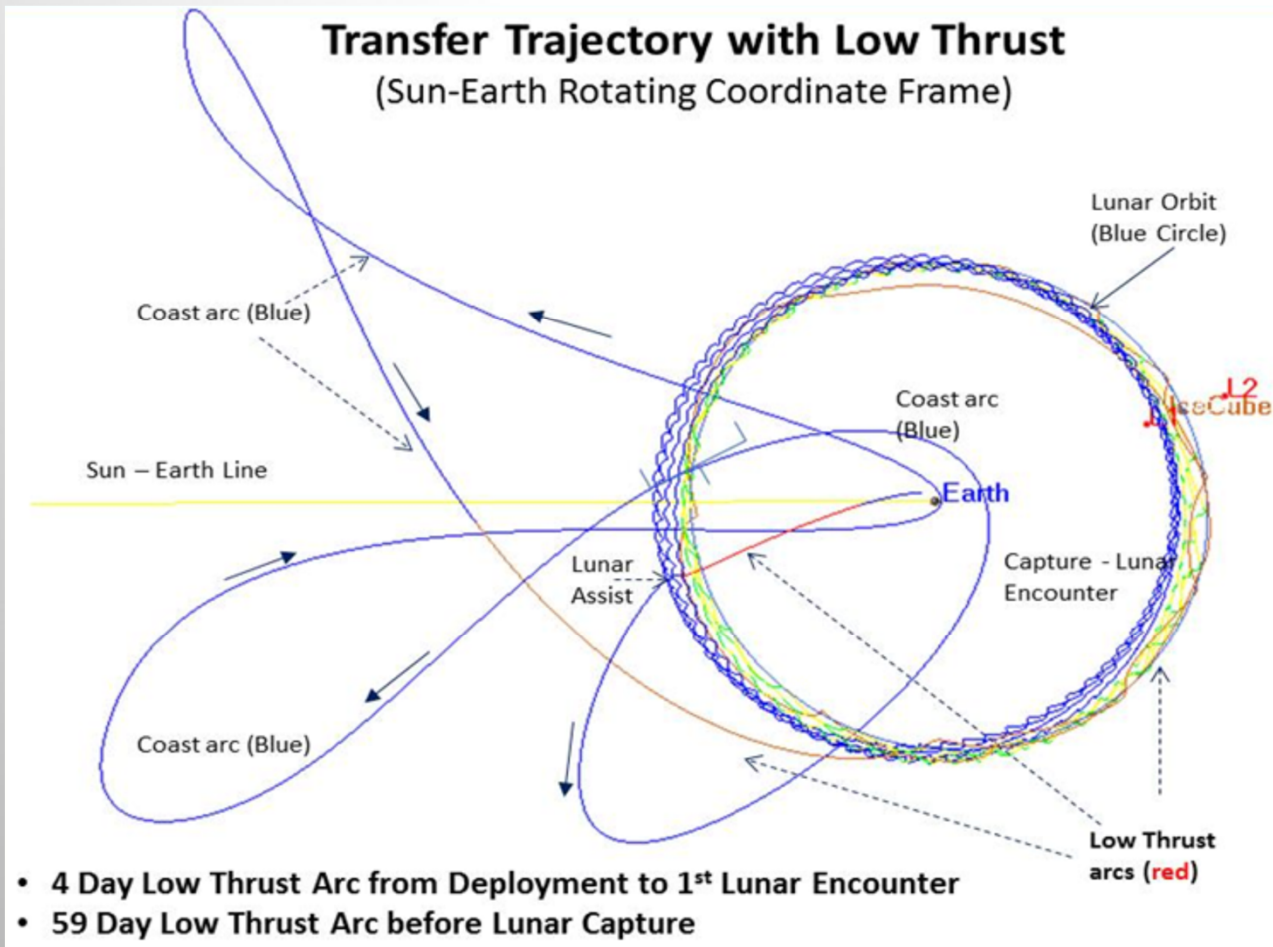 Transfer Trajectory with Low Thrust
(Sun-Earth Rotating Coordinate Frame)
Lunar Orbit
(Blue Circle)
Coast arc (Blue)
Coast arc
(Blue)
L2
L1
IceCube
Sun – Earth Line
Earth
Lunar
Assist
Capture - Lunar
Encounter
Coast arc (Blue)
Low Thrust
arcs (red)
• 4 Day Low Thrust Arc from Deployment to 1st Lunar Encounter
• 59 Day Low Thrust Arc before Lunar Capture